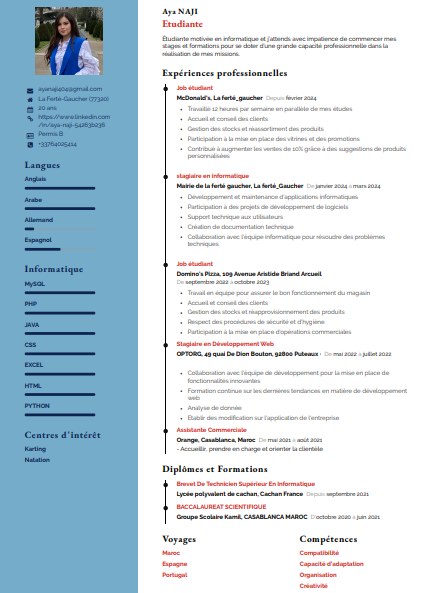 Aya NAJI
Etudiante
Étudiante motivée en informatique et j'attends avec impatience de commencer mes
stages et formations pour se doter d'une grande capacité professionnelle dans la
réalisation de mes missions.
Expériences professionnelles
Job étudiant
McDonald's, La ferté_gaucher Depuis février 2024
Travaille 12 heures par semaine en parallèle de mes études
Accueil et conseil des clients
Gestion des stocks et réassortiment des produits
Participation à la mise en place des vitrines et des promotions
Contribué à augmenter les ventes de 10% grâce à des suggestions de produits
personnalisées
stagiaire en informatique
Mairie de la ferté gaucher, La ferté_Gaucher De janvier 2024 à mars 2024
Développement et maintenance d'applications informatiques
Participation à des projets de développement de logiciels
Support technique aux utilisateurs
Création de documentation technique
Collaboration avec l'équipe informatique pour résoudre des problèmes
techniques
Job étudiant
Domino's Pizza, 109 Avenue Aristide Briand Arcueil
De septembre 2022 à octobre 2023
Travail en équipe pour assurer le bon fonctionnement du magasin
Accueil et conseil des clients
Gestion des stocks et réapprovisionnement des produits
Respect des procédures de sécurité et d'hygiène
Participation à la mise en place d'opérations commerciales
Stagiaire en Développement Web
OPTORG, 49 quai De Dion Bouton, 92800 Puteaux · De mai 2022 à juillet 2022
Collaboration avec l'équipe de développement pour la mise en place de
fonctionnalités innovantes.
Formation continue sur les dernières tendances en matière de développement
web
Analyse de donnée
Etablir des modification sur l'application de l'entreprise
Assistante Commerciale
Orange, Casablanca, Maroc De mai 2021 à août 2021
- Accueillir, prendre en charge et orienter la clientèle
Diplômes et Formations
Brevet De Technicien Supérieur En Informatique
Lycée polyvalent de cachan, Cachan France Depuis septembre 2021
BACCALAUREAT SCIENTIFIQUE
Groupe Scolaire Kamil, CASABLANCA MAROC D'octobre 2020 à juin 2021
Voyages
Maroc
Espagne
Portugal
Compétences
Compatibilité
Capacité d'adaptation
Organisation
Créativité
La Ferté-Gaucher (77320)
20 ans
https://www.linkedin.com
Permis B
+33764025414
Langues
Anglais
Arabe
Allemand
Espagnol
Informatique
MySQL
PHP
JAVA
CSS
EXCEL
HTML
PYTHON
Centres d'intérêt
Karting
Natation